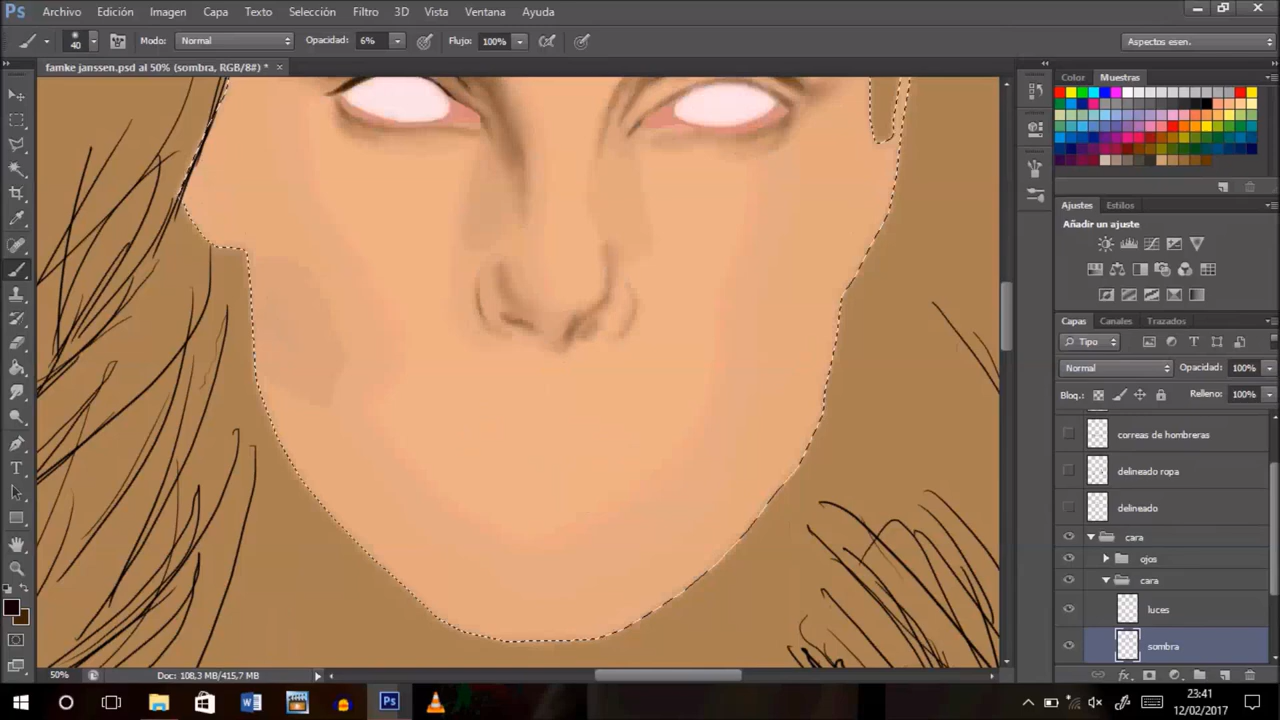 Ps Archivo Edición Imagen Capa Texto Selección Filtro 3D Vista Ventana Ayuda
40 Modo: Normal Opacidad: 6% Flujo: 100% Aspectos esen.
famke janssen.psd al 50% (sombra, RGB/8#) * ×
Color Muestras
Ajustes Estilos
Añadir un ajuste
Capas Canales Trazados
Tipo
Normal Opacidad: 100%
Bloq.: Relleno: 100%
correas de hombreras
delineado ropa
delineado
cara
ojos
cara
luces
sombra
50% Doc: 108,3 MB/415,7 MB
Ps
23:41
12/02/2017